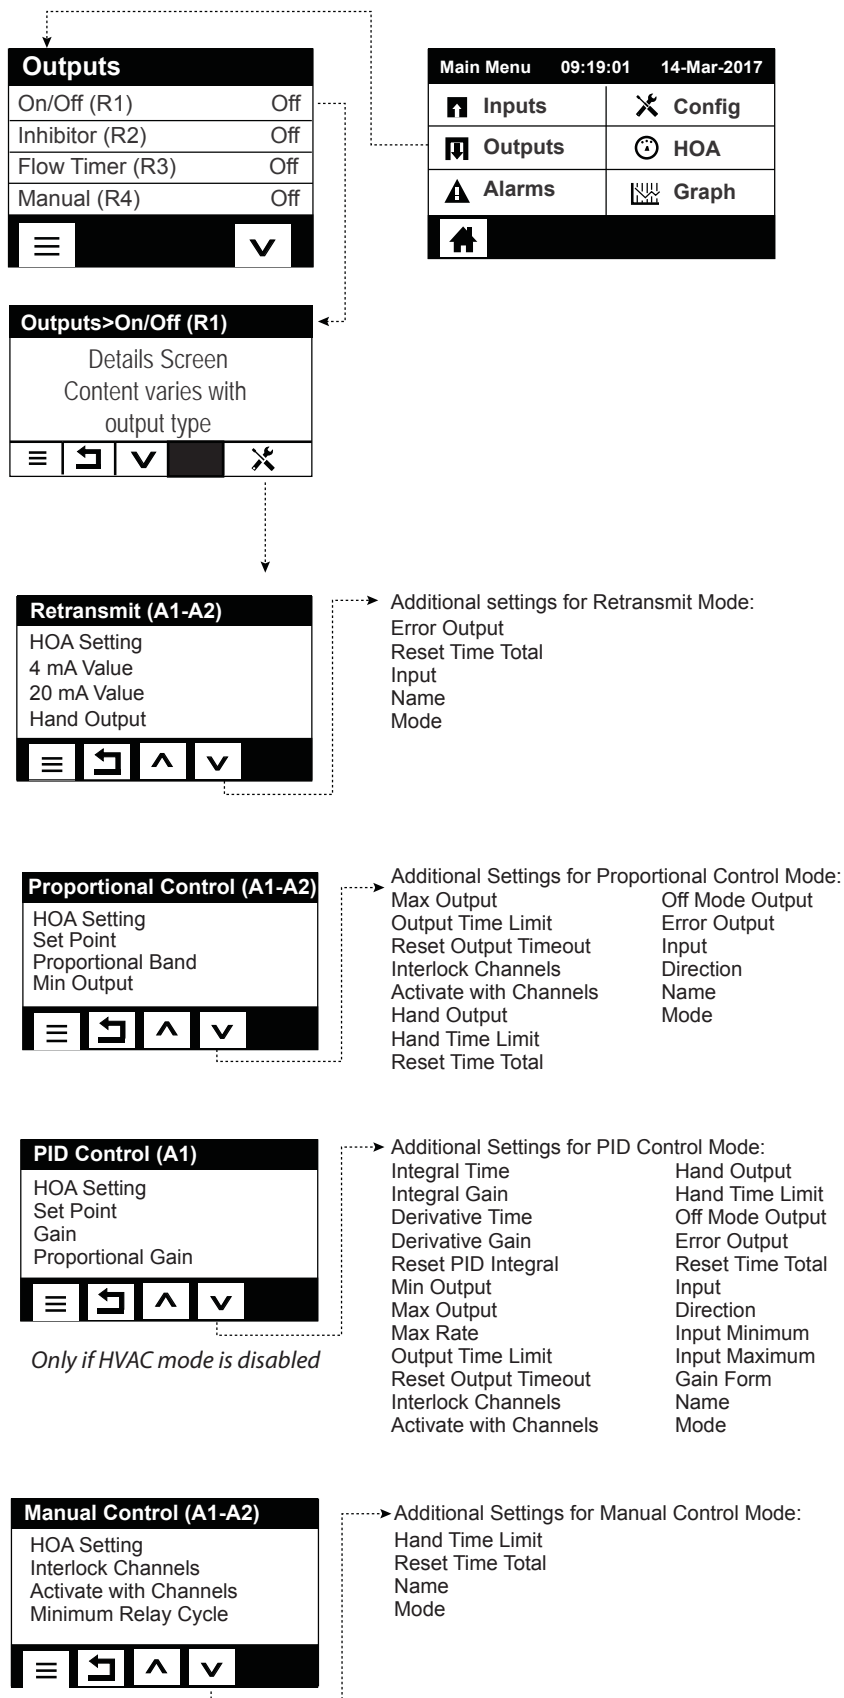 Outputs
On/Off (R1) Off
Inhibitor (R2) Off
Flow Timer (R3) Off
Manual (R4) Off
Main Menu 09:19:01 14-Mar-2017
Inputs Config
Outputs HOA
Alarms Graph
Outputs>On/Off (R1)
Details Screen
Content varies with
output type
Retransmit (A1-A2)
HOA Setting
4 mA Value
20 mA Value
Hand Output
Additional settings for Retransmit Mode:
Error Output
Reset Time Total
Input
Name
Mode
Proportional Control (A1-A2)
HOA Setting
Set Point
Proportional Band
Min Output
Additional Settings for Proportional Control Mode:
Max Output
Output Time Limit
Reset Output Timeout
Interlock Channels
Activate with Channels
Hand Output
Hand Time Limit
Reset Time Total
Off Mode Output
Error Output
Input
Direction
Name
Mode
PID Control (A1)
HOA Setting
Set Point
Gain
Proportional Gain
Only if HVAC mode is disabled
Additional Settings for PID Control Mode:
Integral Time
Integral Gain
Derivative Time
Derivative Gain
Reset PID Integral
Min Output
Max Output
Max Rate
Output Time Limit
Reset Output Timeout
Interlock Channels
Activate with Channels
Hand Output
Hand Time Limit
Off Mode Output
Error Output
Reset Time Total
Input
Direction
Input Minimum
Input Maximum
Gain Form
Name
Mode
Manual Control (A1-A2)
HOA Setting
Interlock Channels
Activate with Channels
Minimum Relay Cycle
Additional Settings for Manual Control Mode:
Hand Time Limit
Reset Time Total
Name
Mode